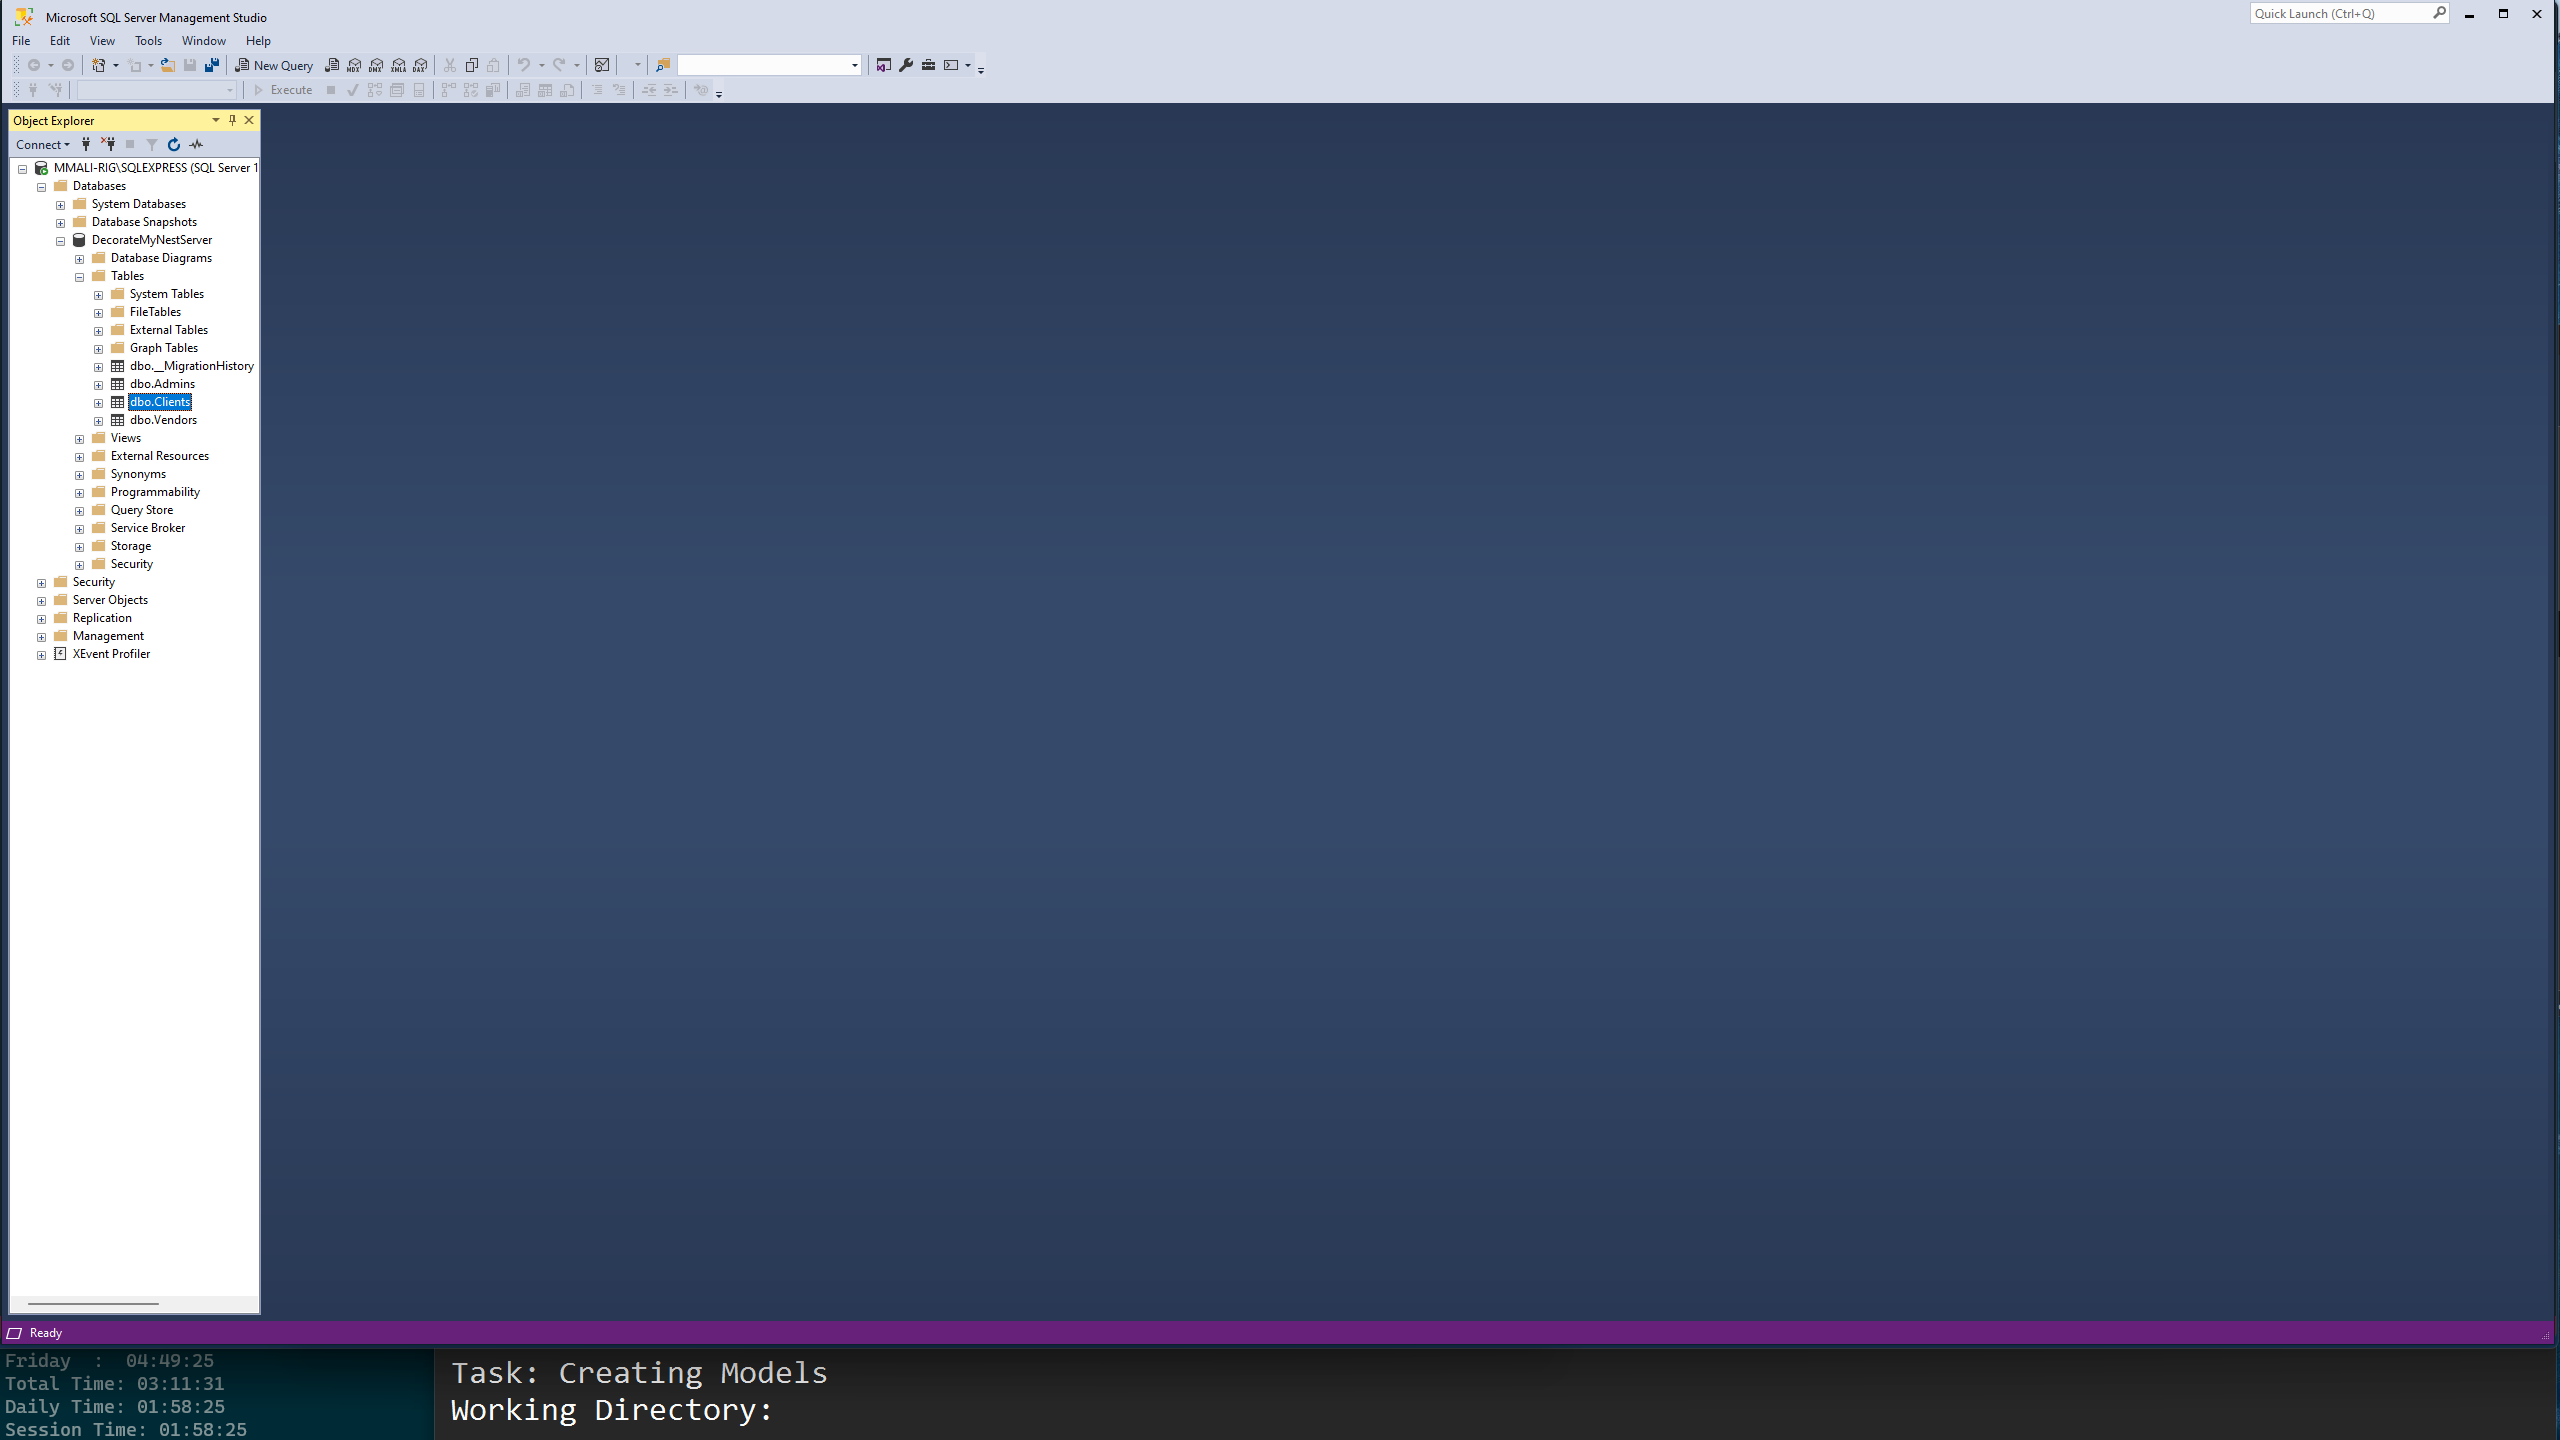 Microsoft SQL Server Management Studio
Quick Launch (Ctrl+Q)
File Edit View Tools Window Help
New Query
MDX DMX XMLA DAX
Execute
Object Explorer
Connect
MMALI-RIG\SQLEXPRESS (SQL Server 1
Databases
System Databases
Database Snapshots
DecorateMyNestServer
Database Diagrams
Tables
System Tables
FileTables
External Tables
Graph Tables
dbo.__MigrationHistory
dbo.Admins
dbo.Clients
dbo.Vendors
Views
External Resources
Synonyms
Programmability
Query Store
Service Broker
Storage
Security
Security
Server Objects
Replication
Management
XEvent Profiler
Ready
Friday : 04:49:25
Total Time: 03:11:31
Daily Time: 01:58:25
Session Time: 01:58:25
Task: Creating Models
Working Directory: